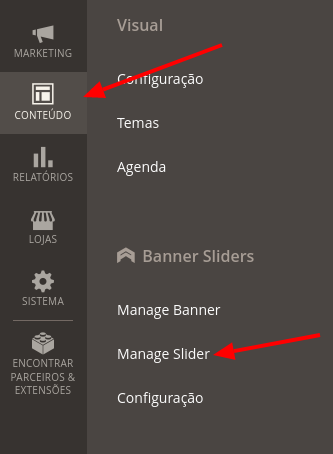 MARKETING
CONTEÚDO
RELATÓRIOS
LOJAS
SISTEMA
ENCONTRAR
PARCEIROS &
EXTENSÕES
Visual
Configuração
Temas
Agenda
Banner Sliders
Manage Banner
Manage Slider
Configuração